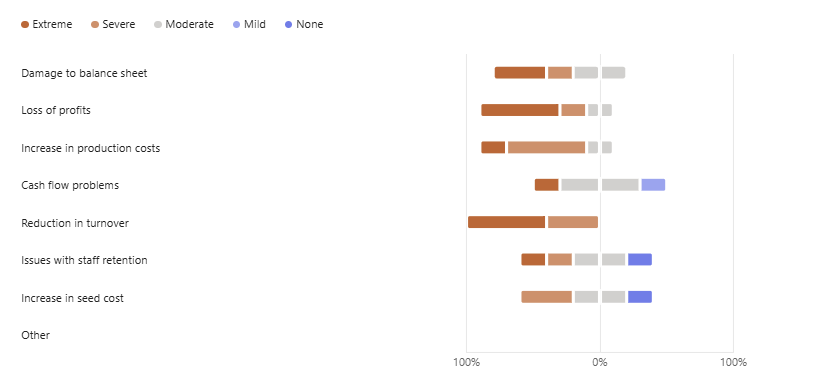 Extreme Severe Moderate Mild None
Damage to balance sheet
Loss of profits
Increase in production costs
Cash flow problems
Reduction in turnover
Issues with staff retention
Increase in seed cost
Other
100% 0% 100%